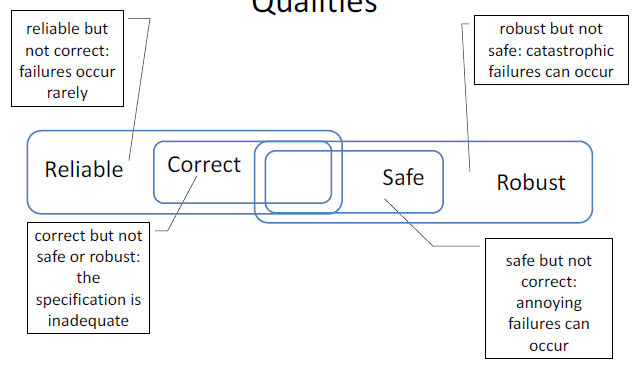 Qualities
reliable but
not correct:
failures occur
rarely
robust but not
safe: catastrophic
failures can occur
Reliable
Correct
Safe
Robust
correct but not
safe or robust:
the
specification is
inadequate
safe but not
correct:
annoying
failures can
occur